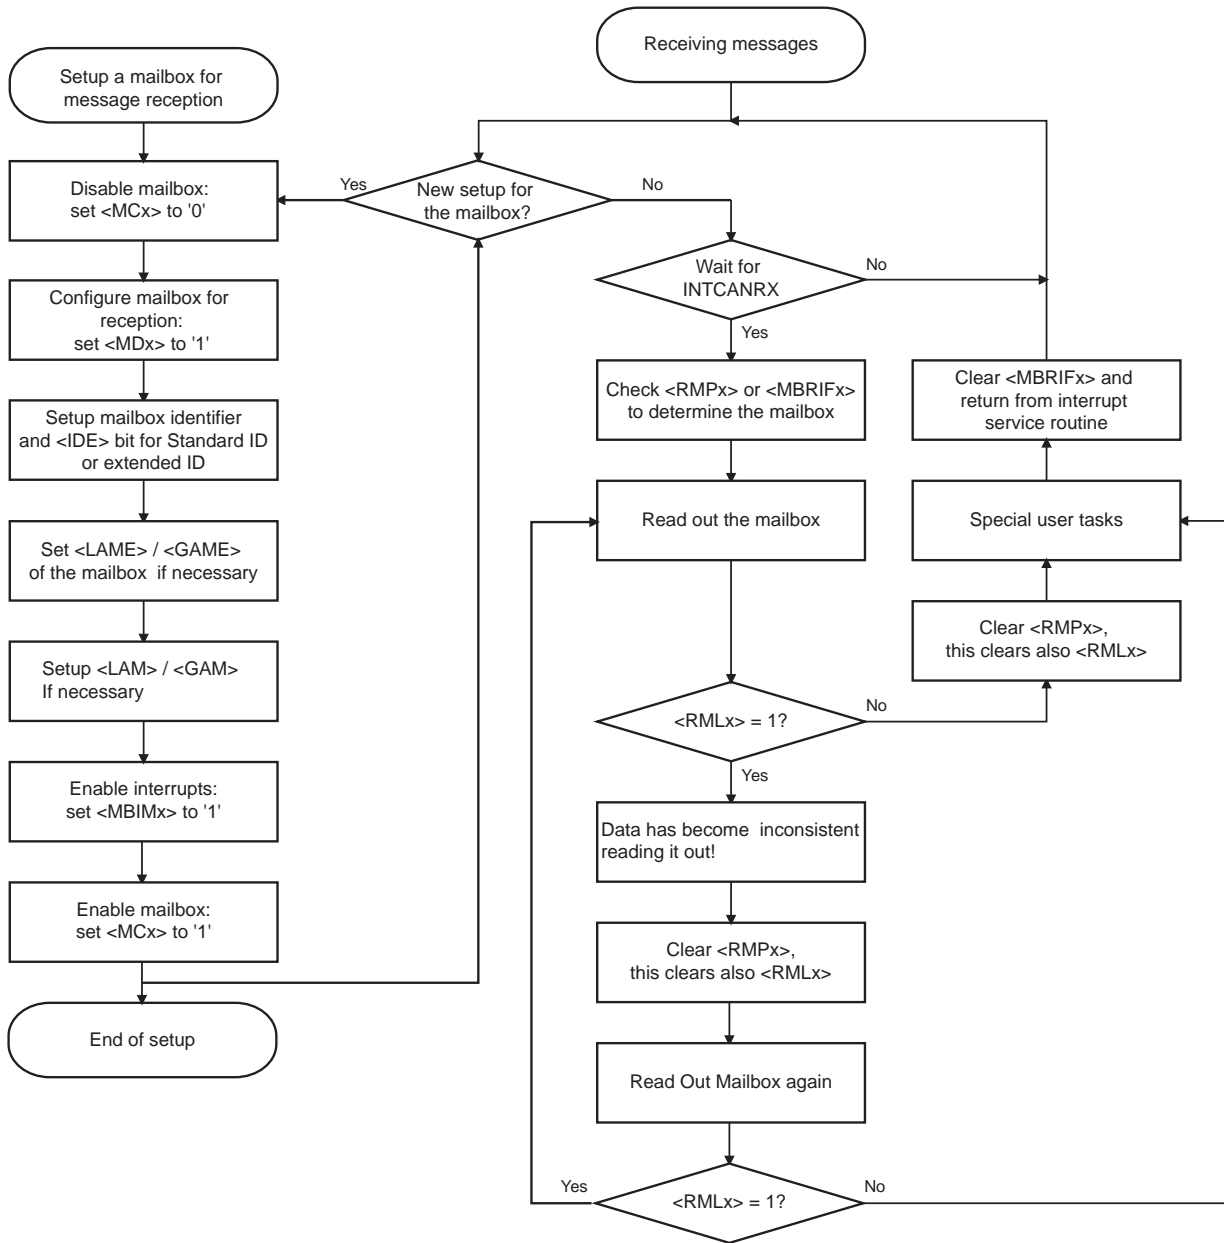 Setup a mailbox for
message reception
Disable mailbox:
set <MCx> to '0'
Configure mailbox for
reception:
set <MDx> to '1'
Setup mailbox identifier
and <IDE> bit for Standard ID
or extended ID
Set <LAME> / <GAME>
of the mailbox if necessary
Setup <LAM> / <GAM>
If necessary
Enable interrupts:
set <MBIMx> to '1'
Enable mailbox:
set <MCx> to '1'
End of setup
Receiving messages
Yes
New setup for
the mailbox?
No
Wait for
INTCANRX
No
Yes
Check <RMPx> or <MBRIFx>
to determine the mailbox
Read out the mailbox
<RMLx> = 1?
No
Yes
Data has become inconsistent
reading it out!
Clear <RMPx>,
this clears also <RMLx>
Read Out Mailbox again
Yes
<RMLx> = 1?
No
Clear <MBRIFx> and
return from interrupt
service routine
Special user tasks
Clear <RMPx>,
this clears also <RMLx>